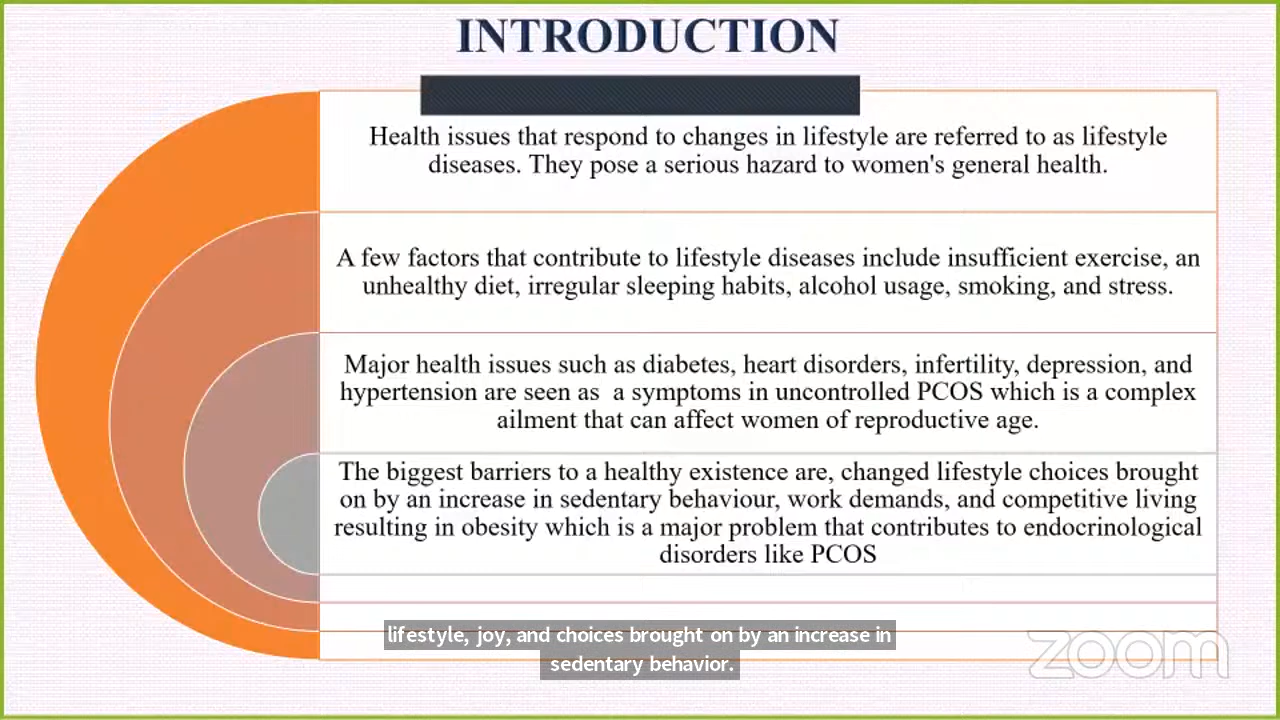 INTRODUCTION
Health issues that respond to changes in lifestyle are referred to as lifestyle
diseases. They pose a serious hazard to women's general health.
A few factors that contribute to lifestyle diseases include insufficient exercise, an
unhealthy diet, irregular sleeping habits, alcohol usage, smoking, and stress.
Major health issues such as diabetes, heart disorders, infertility, depression, and
hypertension are seen as  a symptoms in uncontrolled PCOS which is a complex
ailment that can affect women of reproductive age.
The biggest barriers to a healthy existence are, changed lifestyle choices brought
on by an increase in sedentary behaviour, work demands, and competitive living
resulting in obesity which is a major problem that contributes to endocrinological
disorders like PCOS
lifestyle, joy, and choices brought on by an increase in
sedentary behavior.
zoom